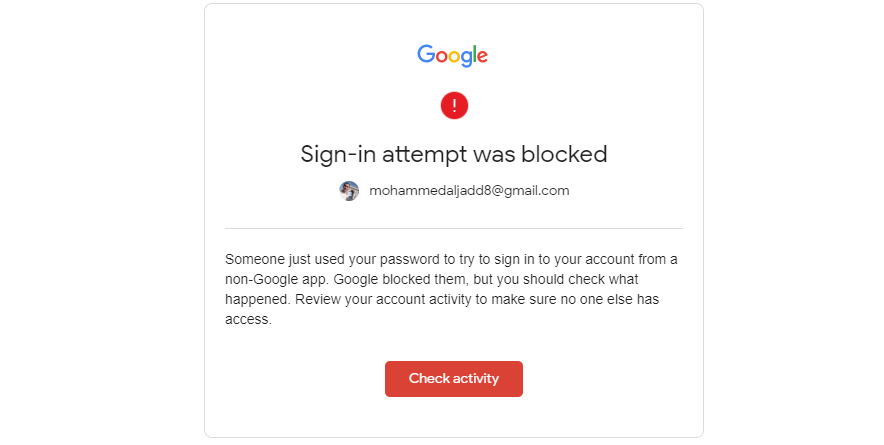 Google
!
Sign-in attempt was blocked
mohammedaljadd8@gmail.com
Someone just used your password to try to sign in to your account from a
non-Google app. Google blocked them, but you should check what
happened. Review your account activity to make sure no one else has
access.
Check activity